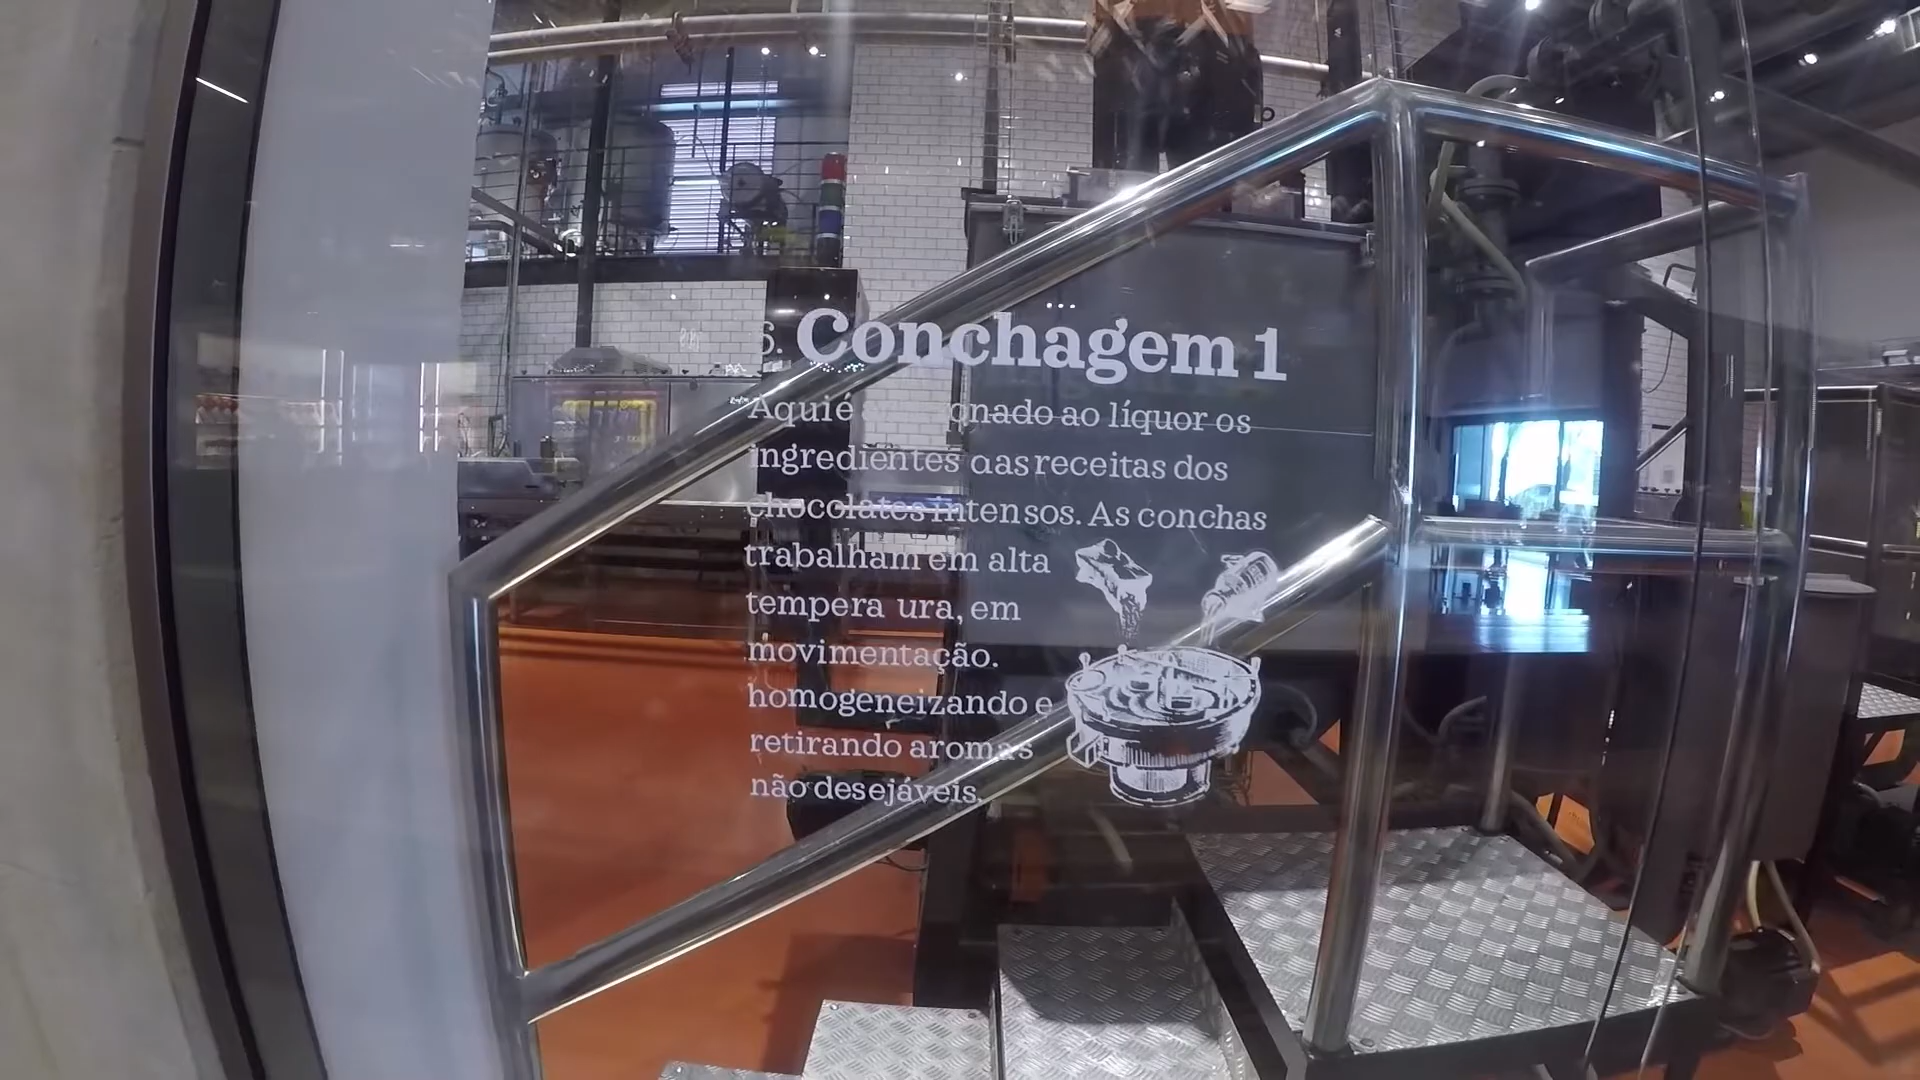 6. Conchagem 1
Aqui é onado ao líquor os
ingredientes das receitas dos
chocolates intensos. As conchas
trabalham em alta
tempera ura, em
movimentação.
homogeneizando e
retirando aromas
não desejáveis.